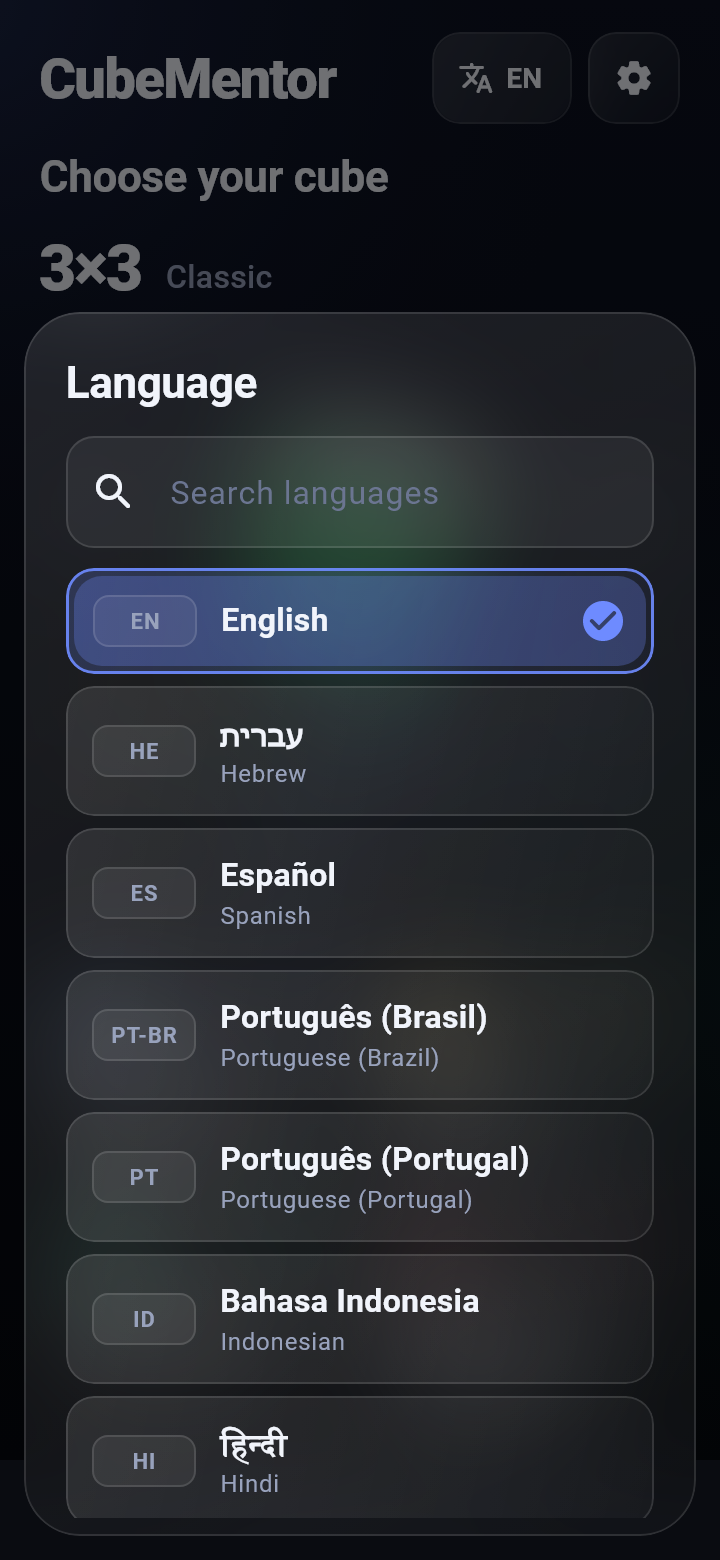 CubeMentor
EN
Choose your cube
3×3 Classic
Language
Search languages
EN
English
HE
עברית
Hebrew
ES
Español
Spanish
PT-BR
Português (Brasil)
Portuguese (Brazil)
PT
Português (Portugal)
Portuguese (Portugal)
ID
Bahasa Indonesia
Indonesian
HI
हिन्दी
Hindi